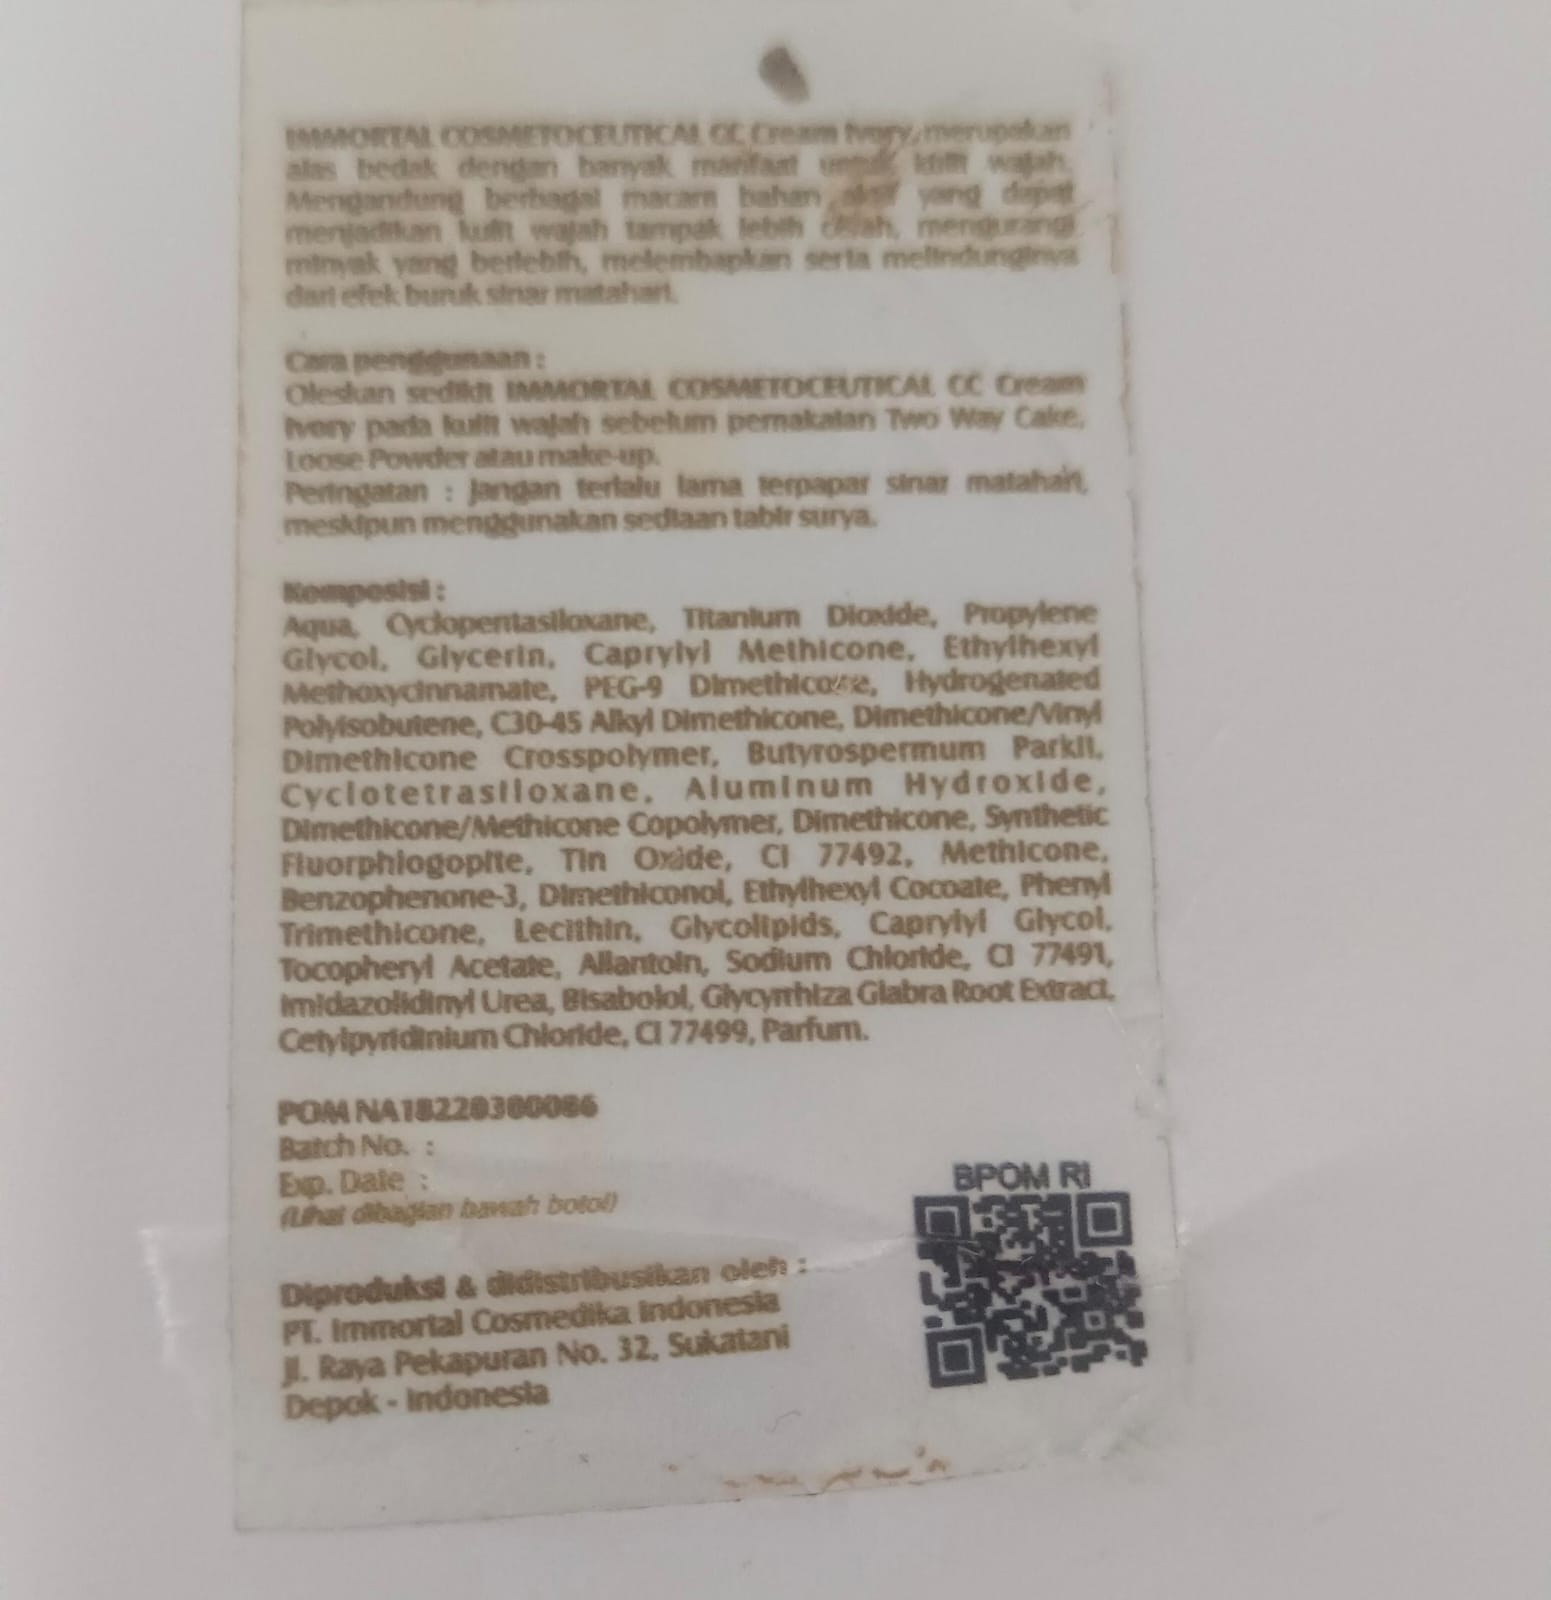 IMMORTAL COSMETOCEUTICAL CC Cream Ivory, merupakan
alas bedak dengan banyak manfaat untuk kulit wajah.
Mengandung berbagai macam bahan aktif yang dapat
menjadikan kulit wajah tampak lebih cerah, mengurangi
minyak yang berlebih, melembapkan serta melindunginya
dari efek buruk sinar matahari.
Cara penggunaan :
Oleskan sedikit IMMORTAL COSMETOCEUTICAL CC Cream
Ivory pada kulit wajah sebelum pemakaian Two Way Cake,
Loose Powder atau make-up.
Peringatan : Jangan terlalu lama terpapar sinar matahari,
meskipun menggunakan sediaan tabir surya.
Komposisi :
Aqua, Cyclopentasiloxane, Titanium Dioxide, Propylene
Glycol, Glycerin, Caprylyl Methicone, Ethylhexyl
Methoxycinnamate, PEG-9 Dimethicone, Hydrogenated
Polyisobutene, C30-45 Alkyl Dimethicone, Dimethicone/Vinyl
Dimethicone Crosspolymer, Butyrospermum Parkii,
Cyclotetrasiloxane, Aluminum Hydroxide,
Dimethicone/Methicone Copolymer, Dimethicone, Synthetic
Fluorphlogopite, Tin Oxide, CI 77492, Methicone,
Benzophenone-3, Dimethiconol, Ethylhexyl Cocoate, Phenyl
Trimethicone, Lecithin, Glycolipids, Caprylyl Glycol,
Tocopheryl Acetate, Allantoin, Sodium Chloride, CI 77491,
Imidazolidinyl Urea, Bisabolol, Glycyrrhiza Glabra Root Extract,
Cetylpyridinium Chloride, CI 77499, Parfum.
POM NA18220300086
Batch No. :
Exp. Date :
(Lihat dibagian bawah botol)
BPOM RI
Diproduksi & didistribusikan oleh :
PT. Immortal Cosmedika Indonesia
Jl. Raya Pekapuran No. 32, Sukatani
Depok - Indonesia